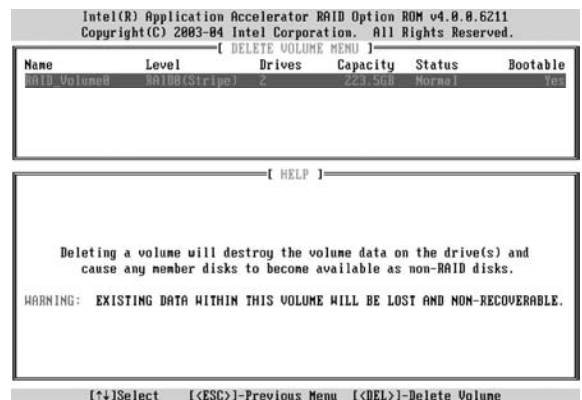 Intel(R) Application Accelerator RAID Option ROM v4.0.0.6211
Copyright(C) 2003-04 Intel Corporation. All Rights Reserved.
[ DELETE VOLUME MENU ]
Name Level Drives Capacity Status Bootable
RAID_Volume0 RAID0(Stripe) 2 223.5GB Normal Yes
[ HELP ]
Deleting a volume will destroy the volume data on the drive(s) and
cause any member disks to become available as non-RAID disks.
WARNING: EXISTING DATA WITHIN THIS VOLUME WILL BE LOST AND NON-RECOVERABLE.
[↑↓]Select [<ESC>]-Previous Menu [<DEL>]-Delete Volume